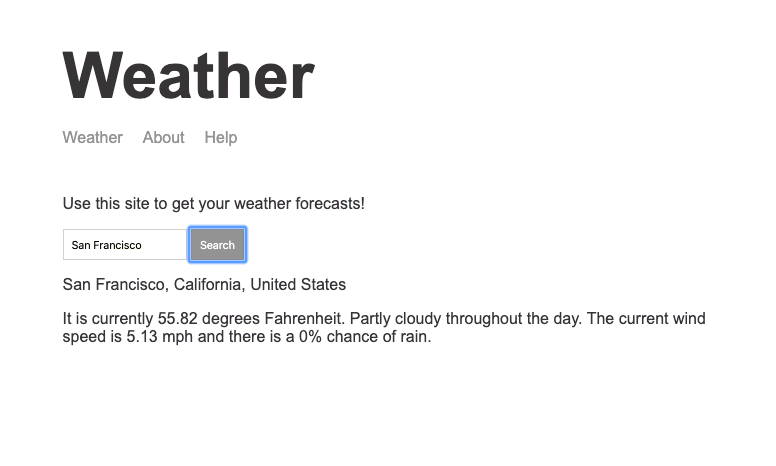 Weather
Weather About Help
Use this site to get your weather forecasts!
San Francisco Search
San Francisco, California, United States
It is currently 55.82 degrees Fahrenheit. Partly cloudy throughout the day. The current wind
speed is 5.13 mph and there is a 0% chance of rain.